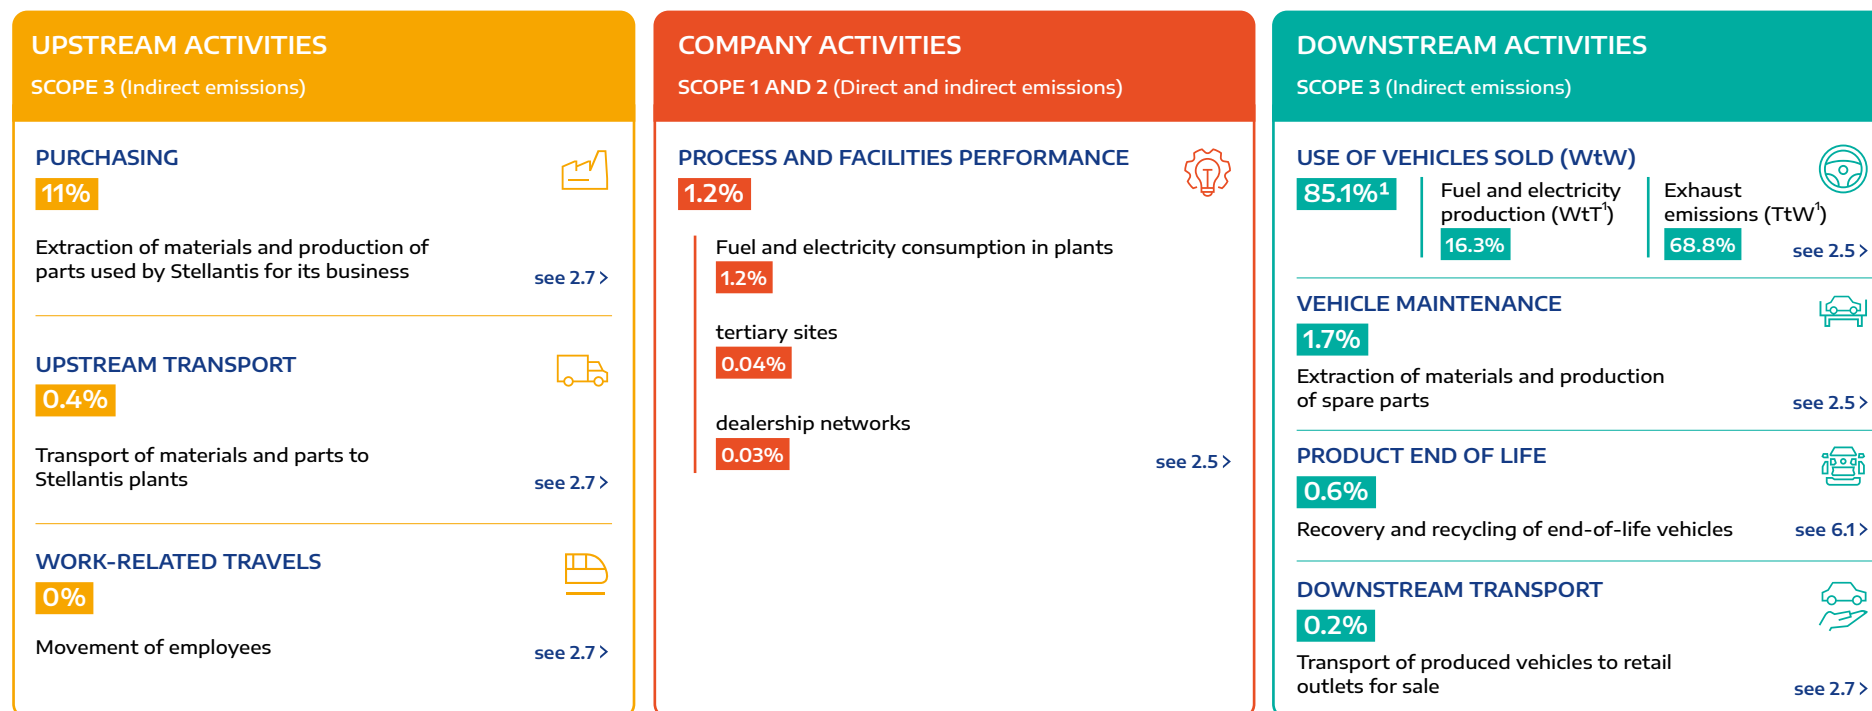 UPSTREAM ACTIVITIES
SCOPE 3 (Indirect emissions)
PURCHASING
11%
Extraction of materials and production of
parts used by Stellantis for its business
see 2.7 >
UPSTREAM TRANSPORT
0.4%
Transport of materials and parts to
Stellantis plants
see 2.7 >
WORK-RELATED TRAVELS
0%
Movement of employees
see 2.7 >
COMPANY ACTIVITIES
SCOPE 1 AND 2 (Direct and indirect emissions)
PROCESS AND FACILITIES PERFORMANCE
1.2%
Fuel and electricity consumption in plants
1.2%
tertiary sites
0.04%
dealership networks
0.03%
see 2.5 >
DOWNSTREAM ACTIVITIES
SCOPE 3 (Indirect emissions)
USE OF VEHICLES SOLD (WtW)
85.1%¹
Fuel and electricity
production (WtT¹)
16.3%
Exhaust
emissions (TtW¹)
68.8%
see 2.5 >
VEHICLE MAINTENANCE
1.7%
Extraction of materials and production
of spare parts
see 2.5 >
PRODUCT END OF LIFE
0.6%
Recovery and recycling of end-of-life vehicles
see 6.1 >
DOWNSTREAM TRANSPORT
0.2%
Transport of produced vehicles to retail
outlets for sale
see 2.7 >